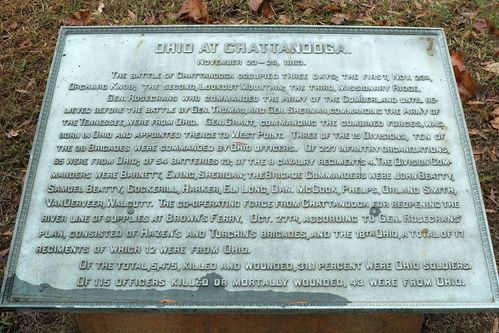 OHIO AT CHATTANOOGA.
NOVEMBER 23–25, 1863.
THE BATTLE OF CHATTANOOGA OCCUPIED THREE DAYS; THE FIRST, NOV. 23D,
ORCHARD KNOB; THE SECOND, LOOKOUT MOUNTAIN; THE THIRD, MISSIONARY RIDGE.
GEN. ROSECRANS WHO COMMANDED THE ARMY OF THE CUMBERLAND UNTIL RE-
LIEVED BEFORE THE BATTLE BY GEN. THOMAS, AND GEN. SHERMAN, COMMANDING THE ARMY OF
THE TENNESSEE, WERE FROM OHIO. GEN. GRANT, COMMANDING THE COMBINED FORCES, WAS
BORN IN OHIO AND APPOINTED THENCE TO WEST POINT. THREE OF THE 15 DIVISIONS, TEN OF
THE 38 BRIGADES WERE COMMANDED BY OHIO OFFICERS. OF 227 INFANTRY ORGANIZATIONS,
65 WERE FROM OHIO; OF 54 BATTERIES 13; OF THE 8 CAVALRY REGIMENTS 4. THE DIVISION COM-
MANDERS WERE BARNETT, EWING, SHERIDAN; THE BRIGADE COMMANDERS WERE JOHN BEATTY,
SAMUEL BEATTY, COCKERILL, HARKER, ELI LONG, DAN. MCCOOK, PHELPS, ORLAND SMITH,
VANDERVEER, WALCUTT. THE CO-OPERATING FORCES FROM CHATTANOOGA FOR REOPENING THE
RIVER LINE OF SUPPLIES AT BROWN'S FERRY, OCT. 27TH, ACCORDING TO GEN. ROSECRANS'
PLAN, CONSISTED OF HAZEN'S AND TURCHIN'S BRIGADES, AND THE 18TH OHIO, A TOTAL OF 17
REGIMENTS OF WHICH 12 WERE FROM OHIO.
OF THE TOTAL, 5,475, KILLED AND WOUNDED, 31.1 PERCENT WERE OHIO SOLDIERS.
OF 115 OFFICERS KILLED OR MORTALLY WOUNDED, 43 WERE FROM OHIO.